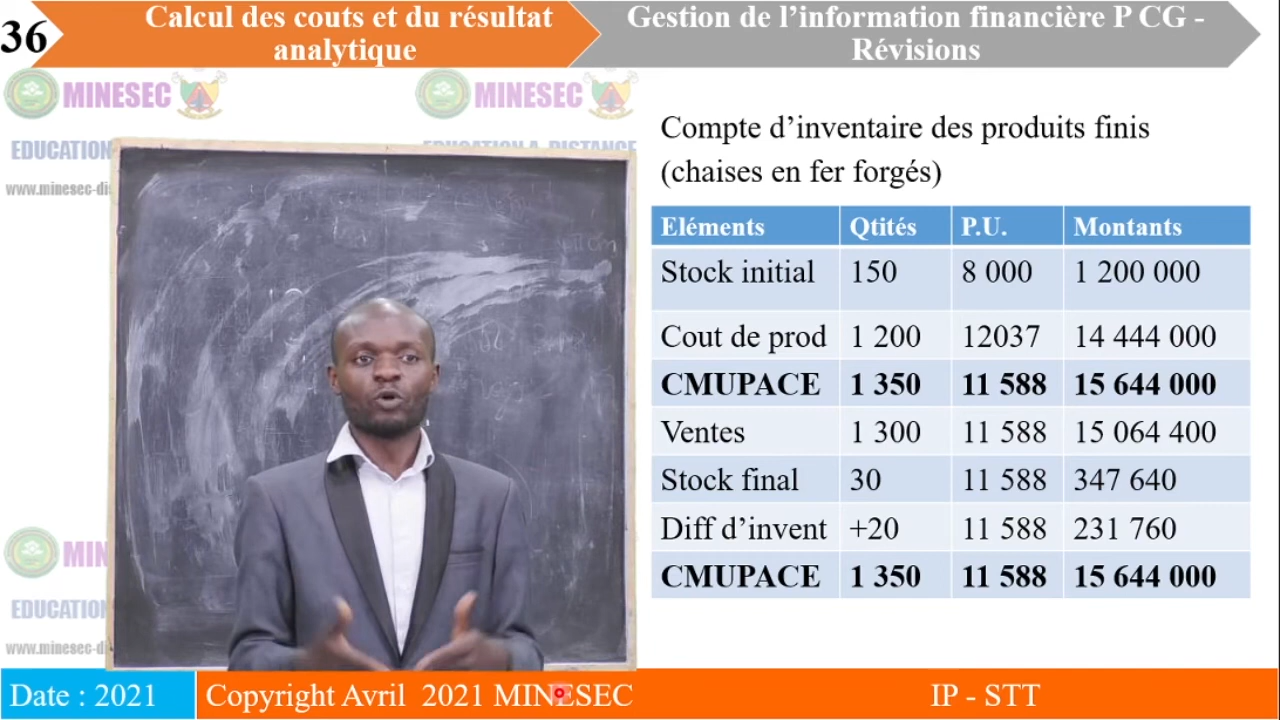 36
Calcul des couts et du résultat
analytique
Gestion de l’information financière P CG -
Révisions
MINESEC
MINESEC
EDUCATION
EDUCATION A DISTANCE
www.minesec-di
Compte d’inventaire des produits finis
(chaises en fer forgés)
Eléments Qtités P.U. Montants
Stock initial 150 8 000 1 200 000
Cout de prod 1 200 12037 14 444 000
CMUPACE 1 350 11 588 15 644 000
Ventes 1 300 11 588 15 064 400
Stock final 30 11 588 347 640
Diff d’invent +20 11 588 231 760
CMUPACE 1 350 11 588 15 644 000
MIN
EDUCATION
www.minesec-d
Date : 2021
Copyright Avril 2021 MINESEC
IP - STT